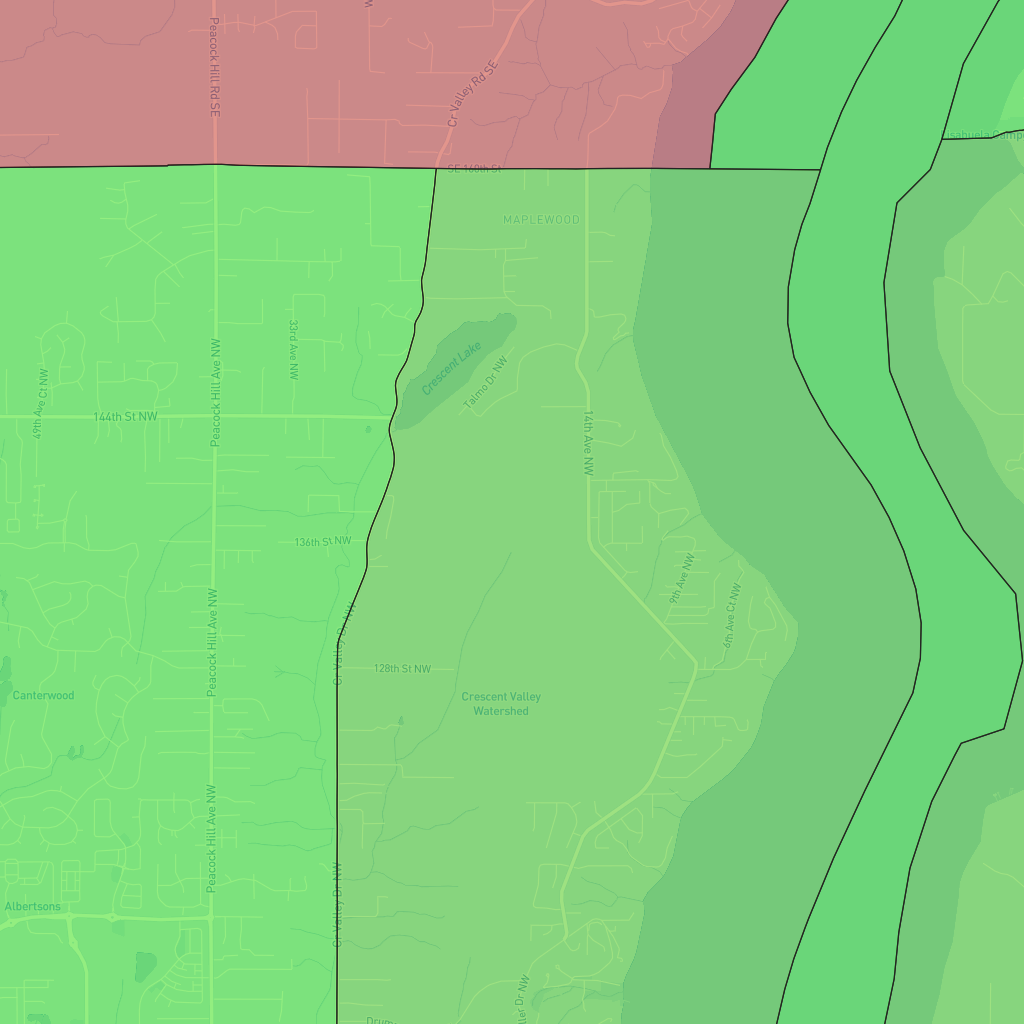 Peacock Hill Rd SE
Cr Valley Rd SE
SE 160th St
MAPLEWOOD
33rd Ave NW
Crescent Lake
Talmo Dr NW
Peacock Hill Ave NW
49th Ave Ct NW
144th St NW
14th Ave NW
136th St NW
9th Ave NW
6th Ave Ct NW
Peacock Hill Ave NW
Cr Valley Dr NW
128th St NW
Canterwood
Crescent Valley
Watershed
Peacock Hill Ave NW
Cr Valley Dr NW
Albertsons
ller Dr NW